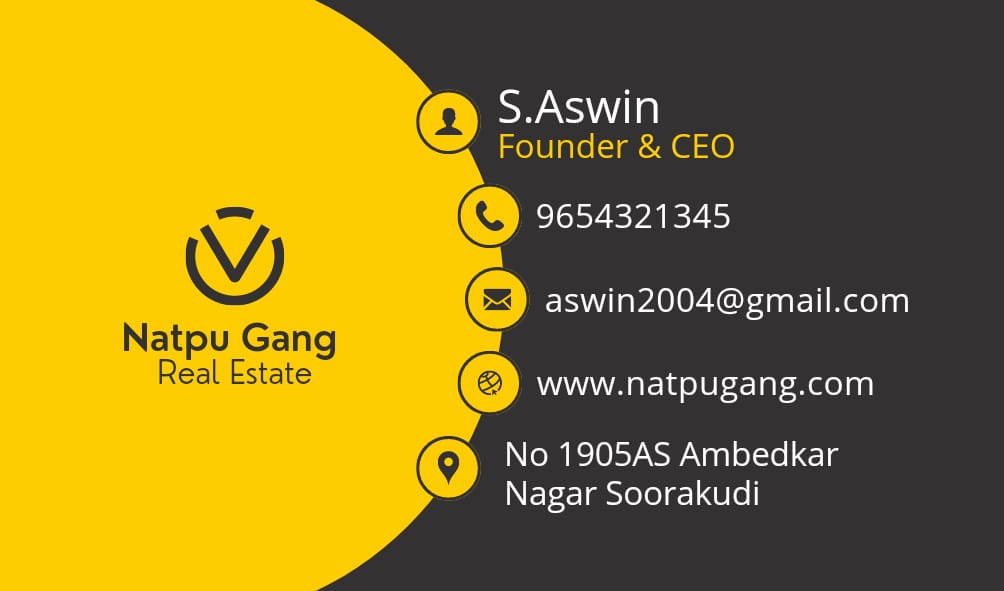 Natpu Gang
Real Estate
S.Aswin
Founder & CEO
9654321345
aswin2004@gmail.com
www.natpugang.com
No 1905AS Ambedkar
Nagar Soorakudi